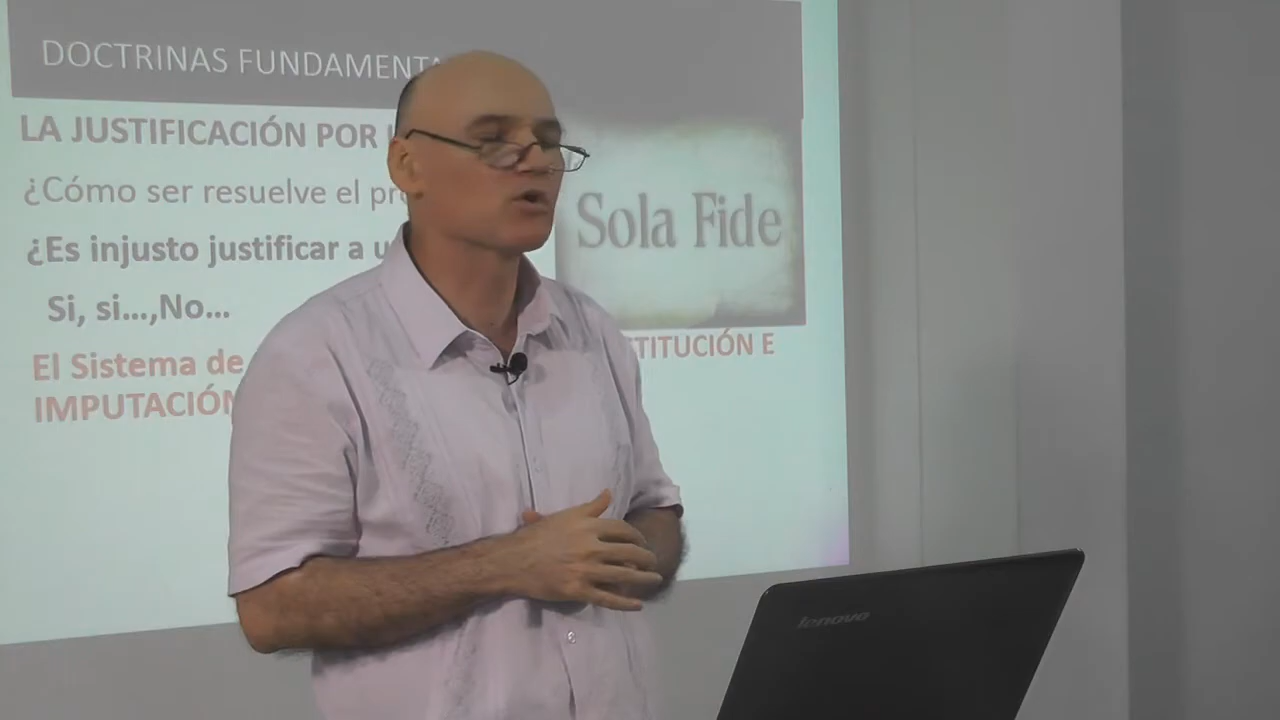 DOCTRINAS FUNDAMENTA
LA JUSTIFICACIÓN POR
¿Cómo ser resuelve el pr
¿Es injusto justificar a u
Si, si...,No...
El Sistema de
TITUCIÓN E
IMPUTACIÓN
Sola Fide
lenovo